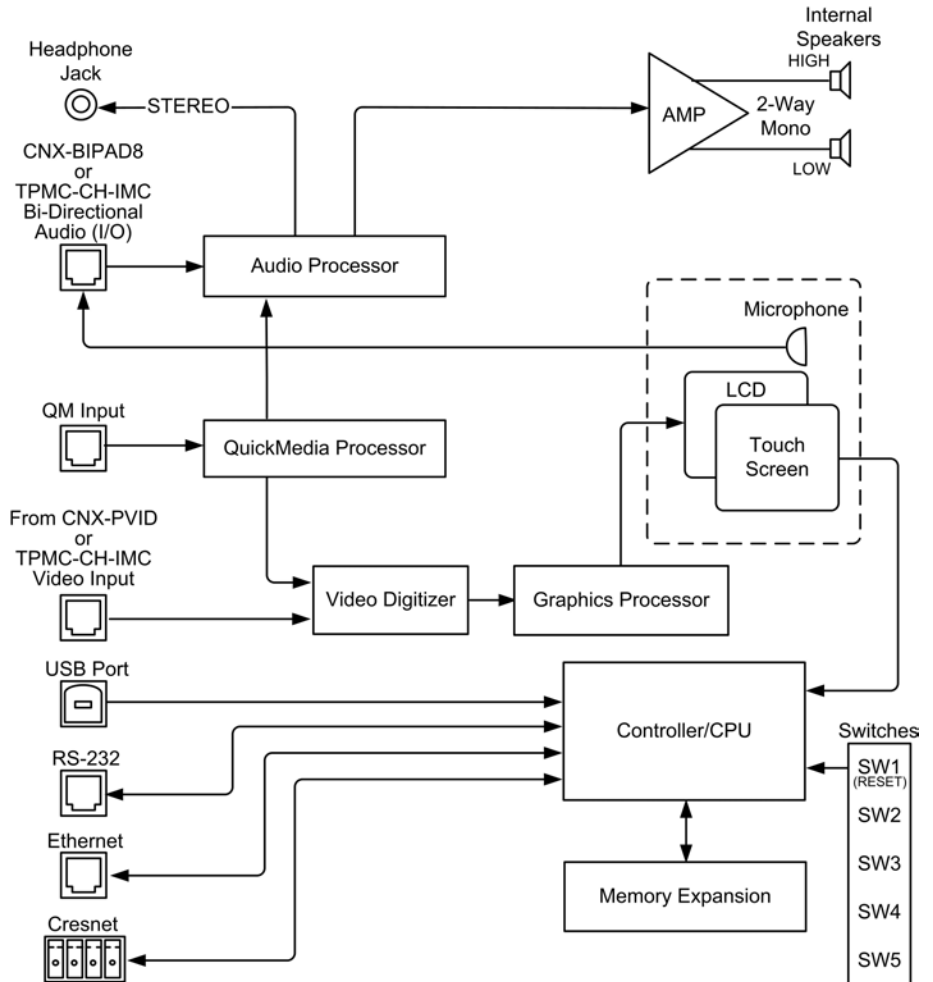 Internal
Speakers
HIGH
Headphone
Jack
STEREO
AMP
2-Way
Mono
LOW
CNX-BIPAD8
or
TPMC-CH-IMC
Bi-Directional
Audio (I/O)
Audio Processor
Microphone
LCD
Touch
Screen
QM Input
QuickMedia Processor
From CNX-PVID
or
TPMC-CH-IMC
Video Input
Video Digitizer
Graphics Processor
USB Port
Controller/CPU
Switches
RS-232
SW1
(RESET)
SW2
Ethernet
SW3
Memory Expansion
SW4
Cresnet
SW5